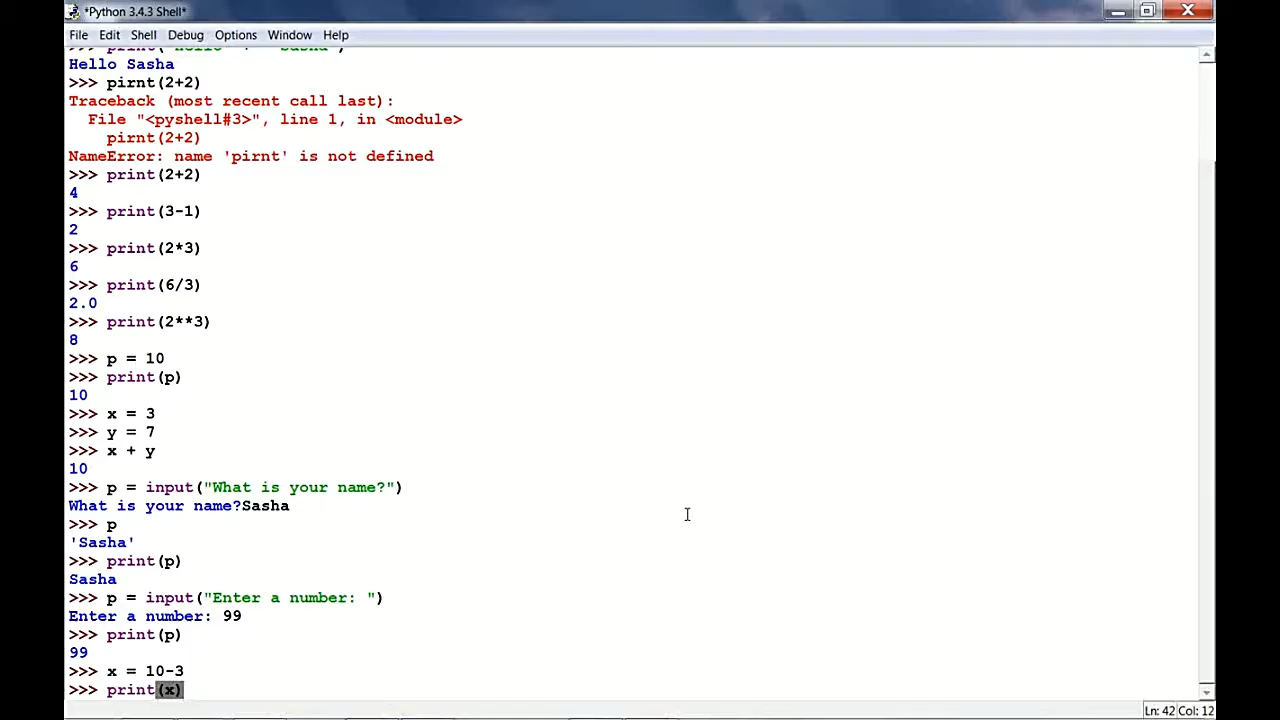 *Python 3.4.3 Shell*
File Edit Shell Debug Options Window Help
Hello Sasha
>>> pirnt(2+2)
Traceback (most recent call last):
  File "<pyshell#3>", line 1, in <module>
    pirnt(2+2)
NameError: name 'pirnt' is not defined
>>> print(2+2)
4
>>> print(3-1)
2
>>> print(2*3)
6
>>> print(6/3)
2.0
>>> print(2**3)
8
>>> p = 10
>>> print(p)
10
>>> x = 3
>>> y = 7
>>> x + y
10
>>> p = input("What is your name?")
What is your name?Sasha
>>> p
'Sasha'
>>> print(p)
Sasha
>>> p = input("Enter a number: ")
Enter a number: 99
>>> print(p)
99
>>> x = 10-3
>>> print(x)
Ln: 42 Col: 12